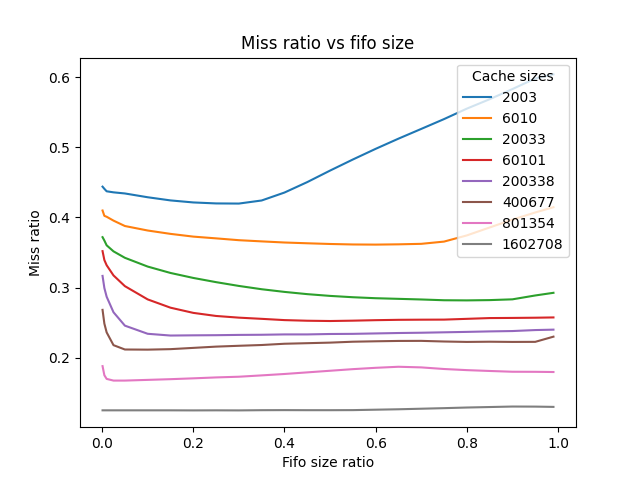 Miss ratio vs fifo size
Miss ratio
0.6
0.5
0.4
0.3
0.2
Cache sizes
2003
6010
20033
60101
200338
400677
801354
1602708
0.0 0.2 0.4 0.6 0.8 1.0
Fifo size ratio